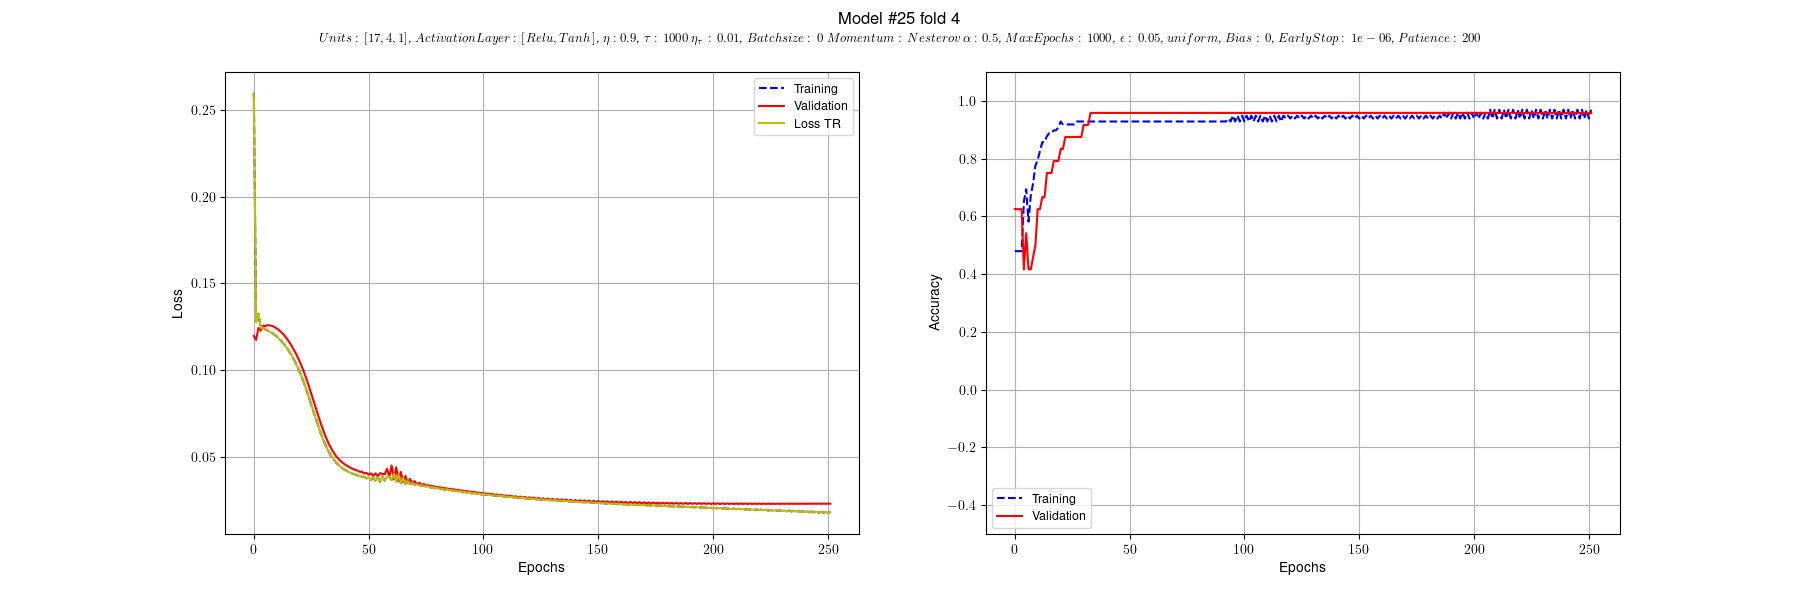 Model #25 fold 4
Units : [17, 4, 1], ActivationLayer : [Relu, Tanh], η : 0.9, τ : 1000 ητ : 0.01, Batchsize : 0 Momentum : Nesterov α : 0.5, MaxEpochs : 1000, ϵ : 0.05, uniform, Bias : 0, EarlyStop : 1e − 06, Patience : 200
Training
Validation
Loss TR
0.25
0.20
0.15
0.10
0.05
Loss
0 50 100 150 200 250
Epochs
1.0
0.8
0.6
0.4
0.2
0.0
−0.2
−0.4
Accuracy
Training
Validation
0 50 100 150 200 250
Epochs